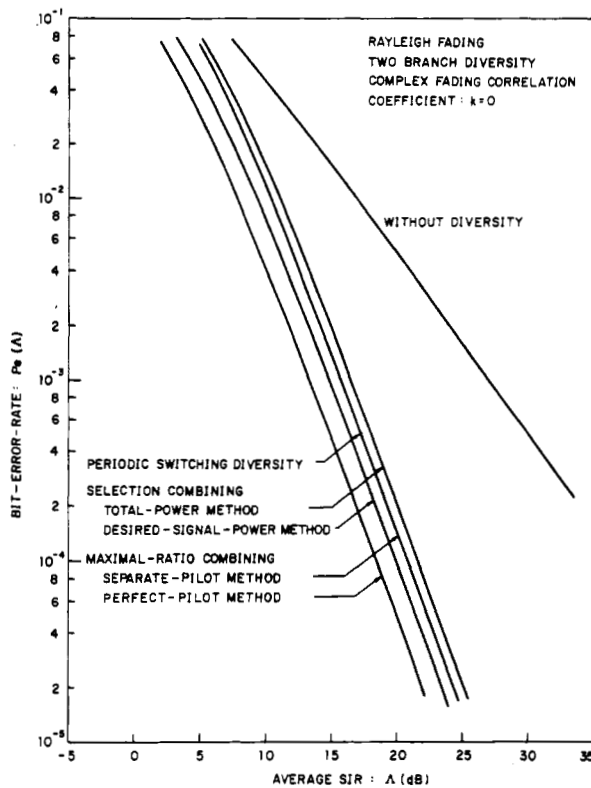 10⁻¹
8
6
4
2
10⁻²
8
6
4
2
10⁻³
8
6
4
2
10⁻⁴
8
6
4
2
10⁻⁵
BIT-ERROR-RATE: Pe(Λ)
RAYLEIGH FADING
TWO BRANCH DIVERSITY
COMPLEX FADING CORRELATION
COEFFICIENT: k=0
WITHOUT DIVERSITY
PERIODIC SWITCHING DIVERSITY
SELECTION COMBINING
TOTAL-POWER METHOD
DESIRED-SIGNAL-POWER METHOD
MAXIMAL-RATIO COMBINING
SEPARATE-PILOT METHOD
PERFECT-PILOT METHOD
-5 0 5 10 15 20 25 30 35
AVERAGE SIR: Λ(dB)